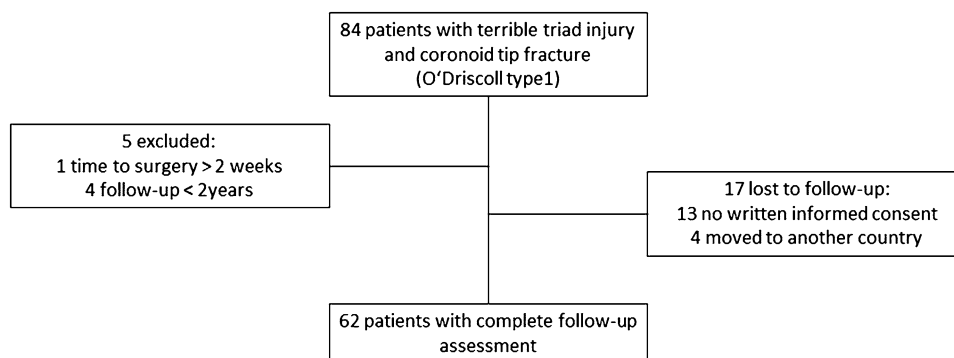 84 patients with terrible triad injury
and coronoid tip fracture
(O‘Driscoll type1)
5 excluded:
1 time to surgery > 2 weeks
4 follow-up < 2years
17 lost to follow-up:
13 no written informed consent
4 moved to another country
62 patients with complete follow-up
assessment